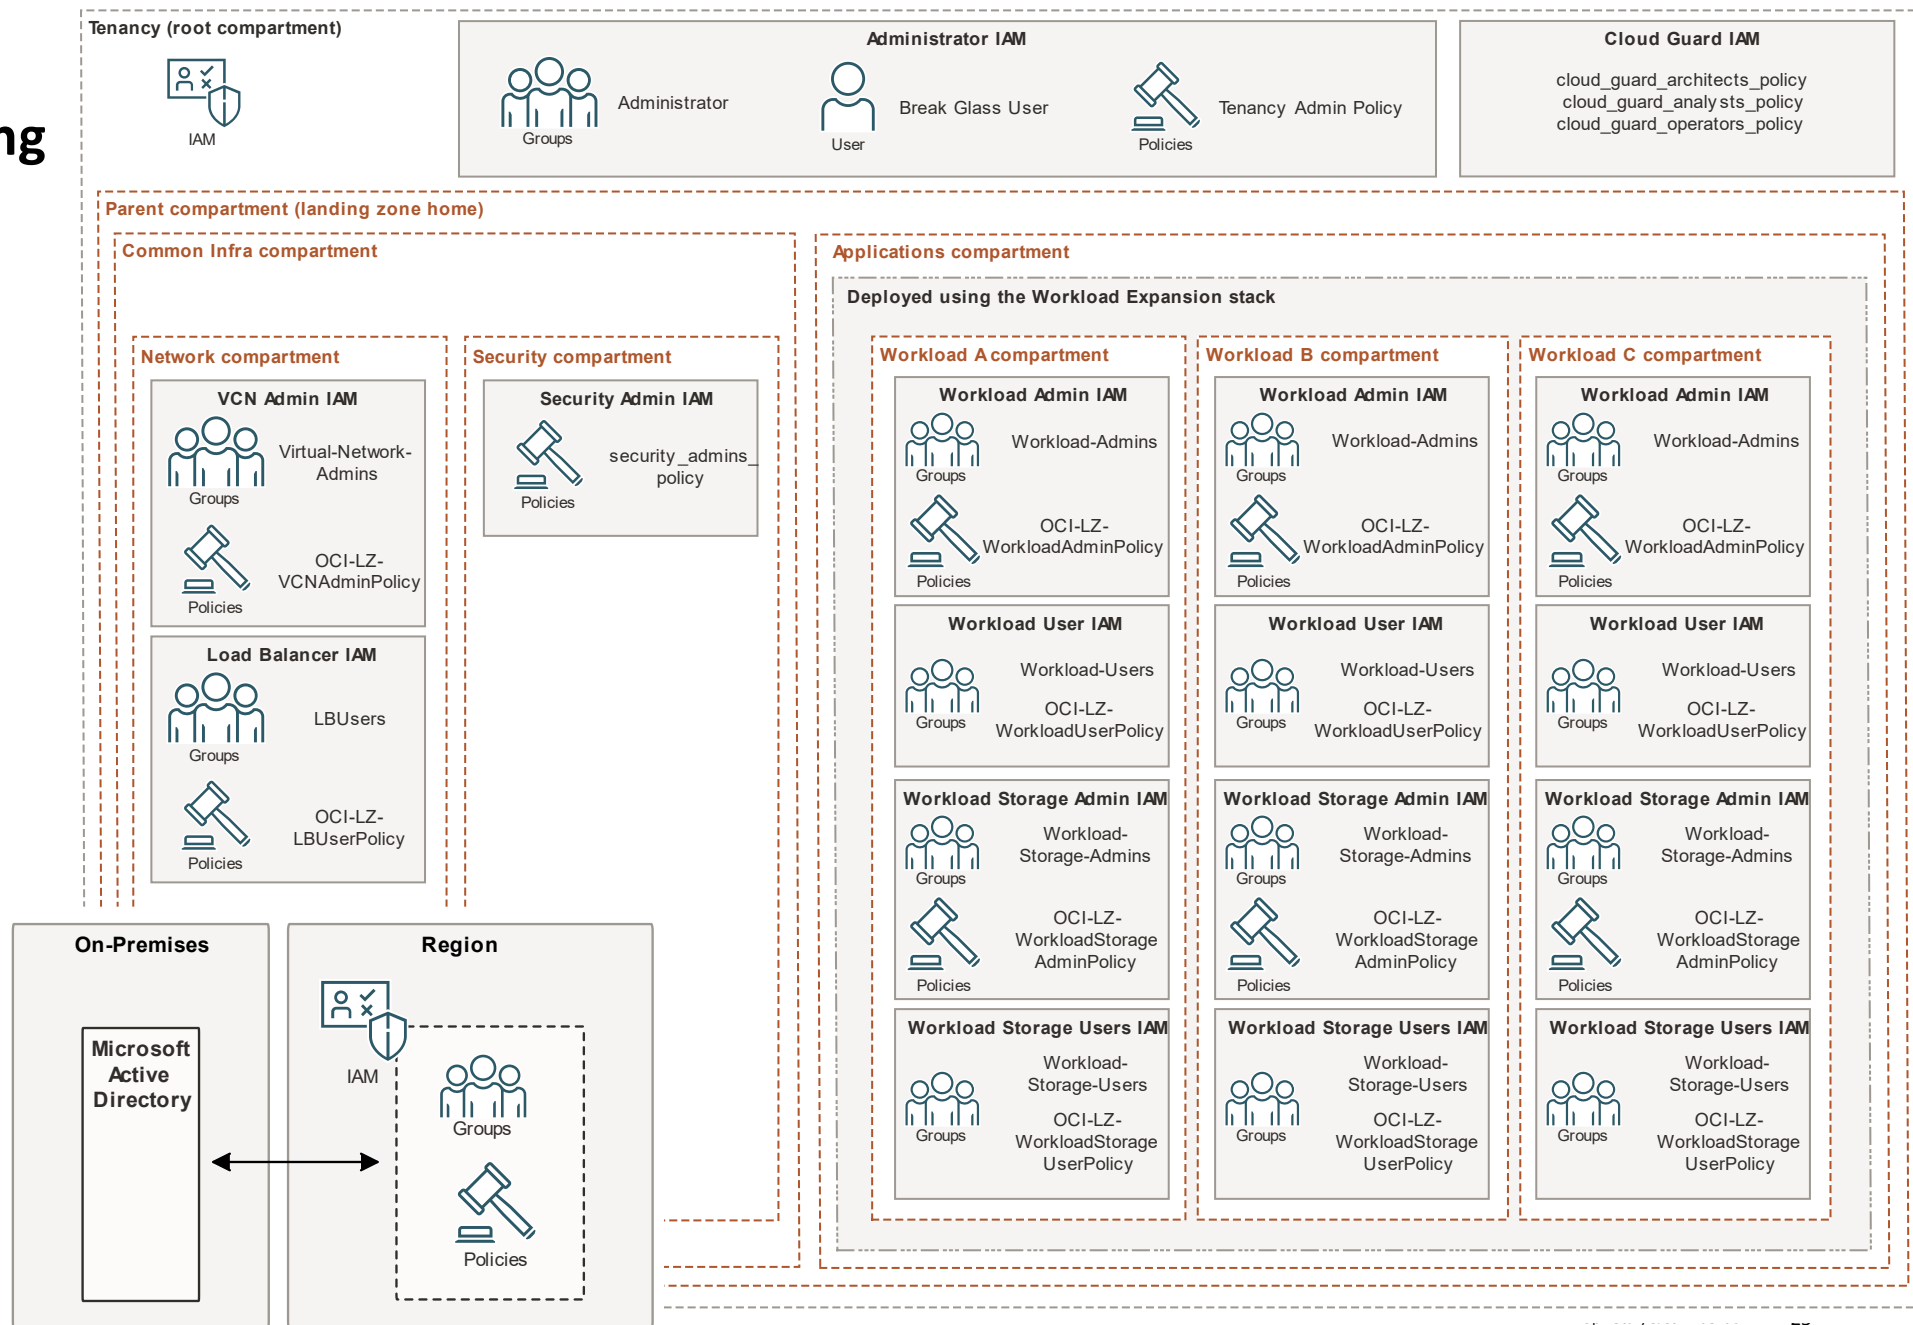 ng
Tenancy (root compartment)
IAM
Administrator IAM
Groups
Administrator
User
Break Glass User
Policies
Tenancy Admin Policy
Cloud Guard IAM
cloud_guard_architects_policy
cloud_guard_analysts_policy
cloud_guard_operators_policy
Parent compartment (landing zone home)
Common Infra compartment
Network compartment
VCN Admin IAM
Virtual-Network-
Admins
Groups
OCI-LZ-
VCNAdminPolicy
Policies
Load Balancer IAM
LBUsers
Groups
OCI-LZ-
LBUserPolicy
Policies
Security compartment
Security Admin IAM
security_admins_
policy
Policies
Applications compartment
Deployed using the Workload Expansion stack
Workload A compartment
Workload Admin IAM
Workload-Admins
Groups
OCI-LZ-
WorkloadAdminPolicy
Policies
Workload User IAM
Workload-Users
Groups
OCI-LZ-
WorkloadUserPolicy
Workload Storage Admin IAM
Workload-
Storage-Admins
Groups
OCI-LZ-
WorkloadStorage
AdminPolicy
Policies
Workload Storage Users IAM
Workload-
Storage-Users
Groups
OCI-LZ-
WorkloadStorage
UserPolicy
Workload B compartment
Workload Admin IAM
Workload-Admins
Groups
OCI-LZ-
WorkloadAdminPolicy
Policies
Workload User IAM
Workload-Users
Groups
OCI-LZ-
WorkloadUserPolicy
Workload Storage Admin IAM
Workload-
Storage-Admins
Groups
OCI-LZ-
WorkloadStorage
AdminPolicy
Policies
Workload Storage Users IAM
Workload-
Storage-Users
Groups
OCI-LZ-
WorkloadStorage
UserPolicy
Workload C compartment
Workload Admin IAM
Workload-Admins
Groups
OCI-LZ-
WorkloadAdminPolicy
Policies
Workload User IAM
Workload-Users
Groups
OCI-LZ-
WorkloadUserPolicy
Workload Storage Admin IAM
Workload-
Storage-Admins
Groups
OCI-LZ-
WorkloadStorage
AdminPolicy
Policies
Workload Storage Users IAM
Workload-
Storage-Users
Groups
OCI-LZ-
WorkloadStorage
UserPolicy
On-Premises
Microsoft
Active
Directory
Region
IAM
Groups
Policies